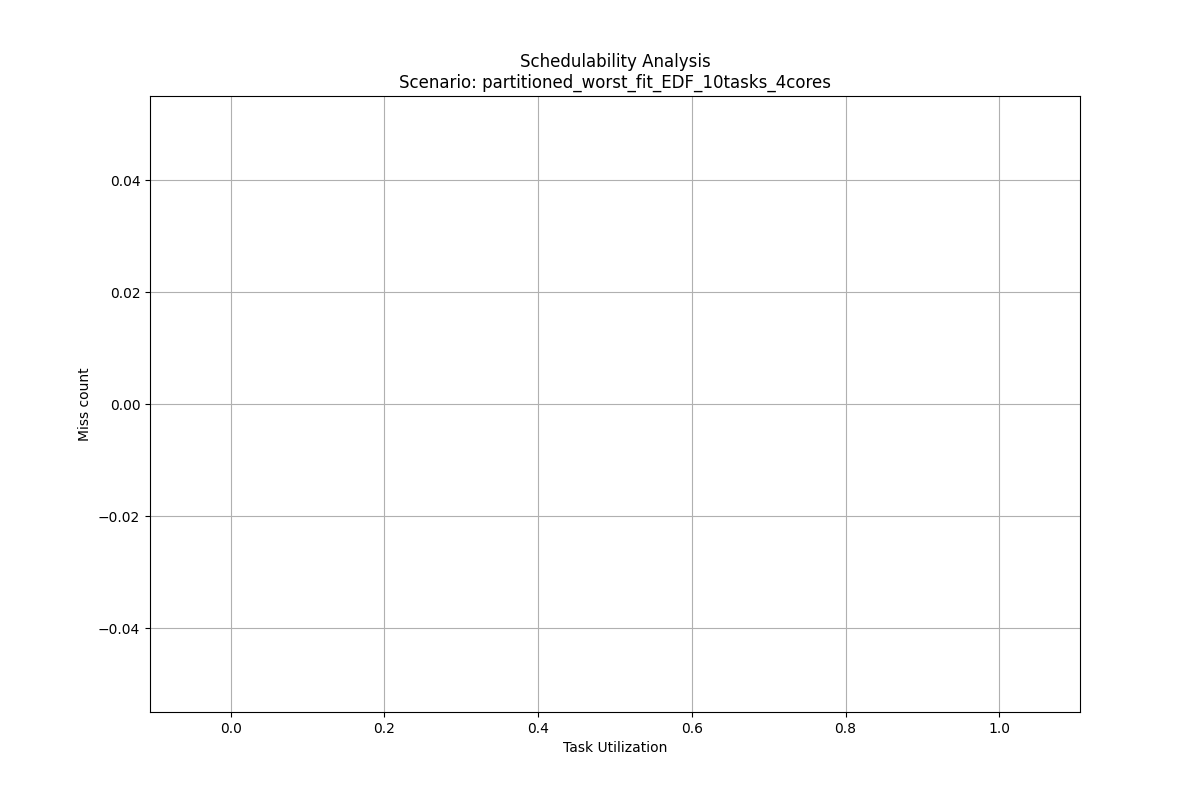 Schedulability Analysis
Scenario: partitioned_worst_fit_EDF_10tasks_4cores
0.04
0.02
0.00
−0.02
−0.04
Miss count
0.0 0.2 0.4 0.6 0.8 1.0
Task Utilization